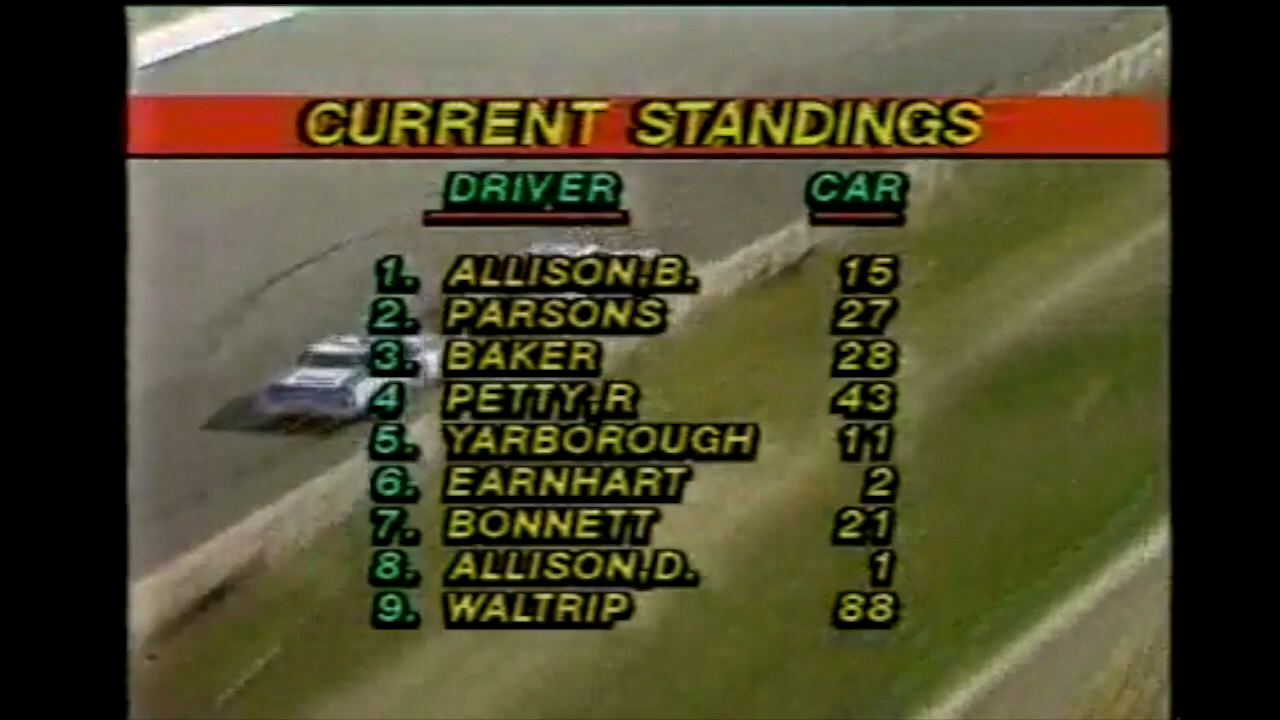 CURRENT STANDINGS
DRIVER CAR
1. ALLISON,B. 15
2. PARSONS 27
3. BAKER 28
4 PETTY,R 43
5. YARBOROUGH 11
6. EARNHART 2
7. BONNETT 21
8. ALLISON,D. 1
9. WALTRIP 88